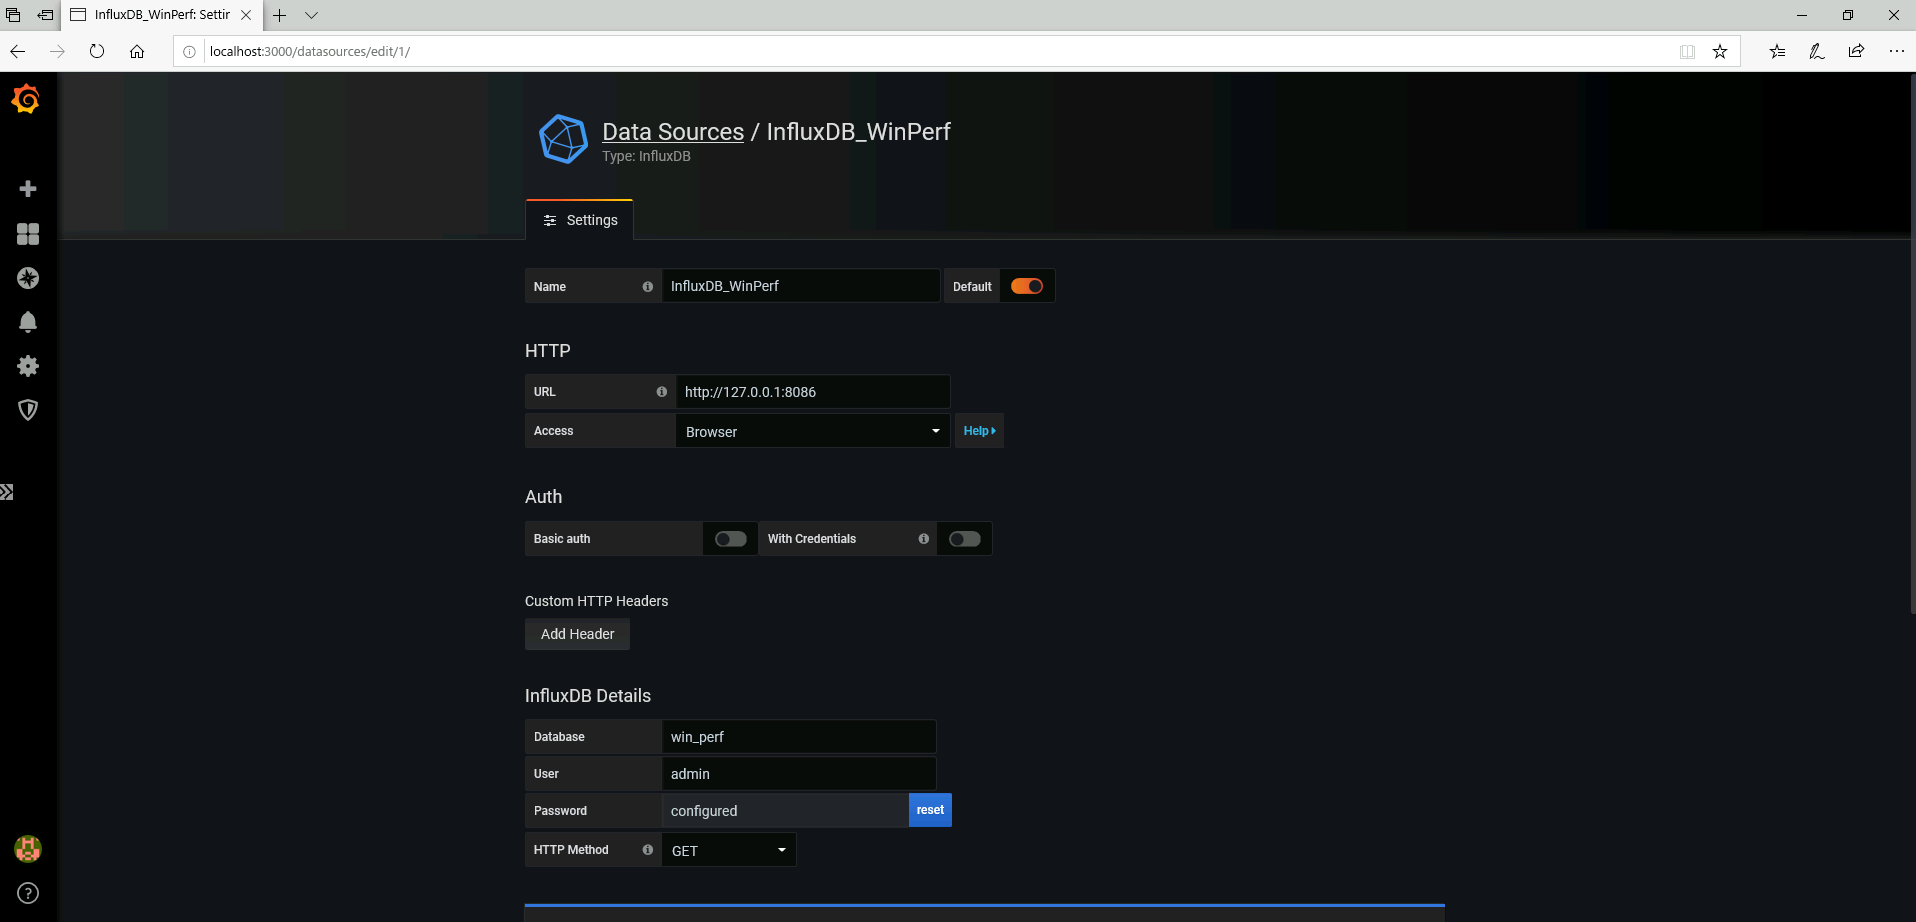 InfluxDB_WinPerf: Settir
localhost:3000/datasources/edit/1/
Data Sources / InfluxDB_WinPerf
Type: InfluxDB
Settings
Name InfluxDB_WinPerf Default
HTTP
URL http://127.0.0.1:8086
Access Browser Help
Auth
Basic auth With Credentials
Custom HTTP Headers
Add Header
InfluxDB Details
Database win_perf
User admin
Password configured reset
HTTP Method GET